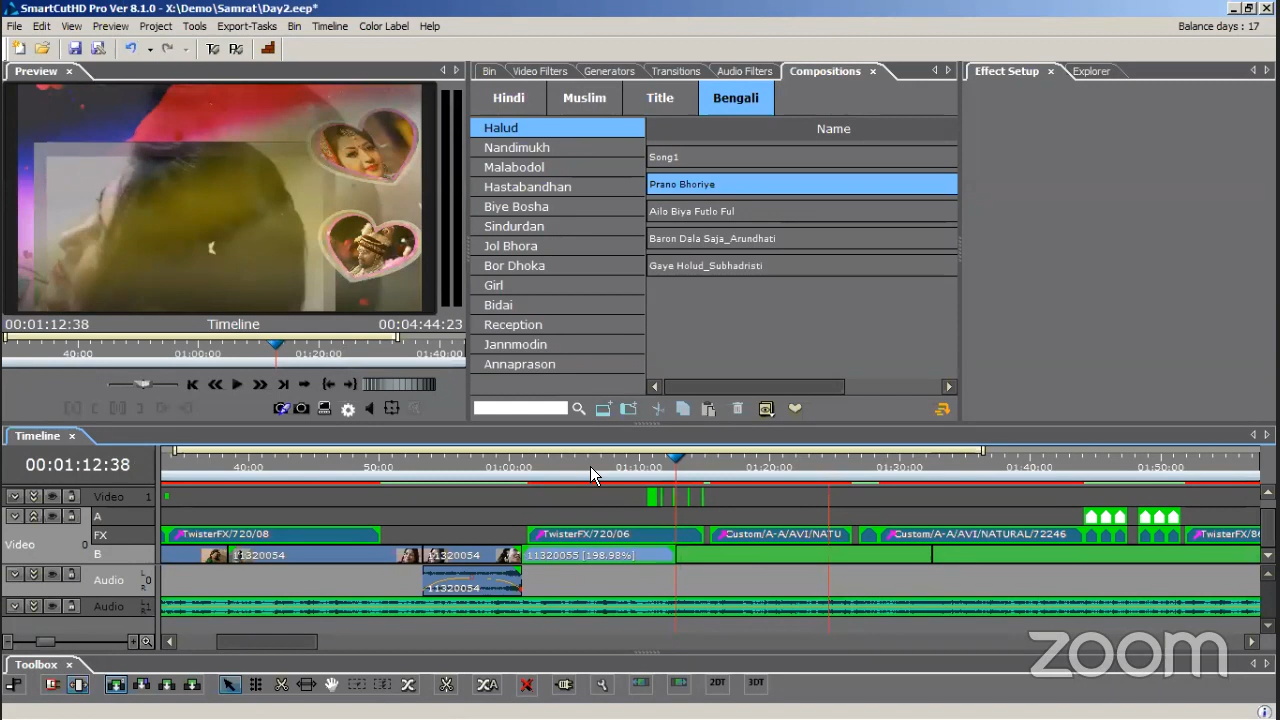 SmartCutHD Pro Ver 8.1.0 - X:\Demo\Samrat\Day2.eep*
File Edit View Preview Project Tools Export-Tasks Bin Timeline Color Label Help
Balance days : 17
Preview ×
Bin Video Filters Generators Transitions Audio Filters Compositions ×
Effect Setup × Explorer
Hindi Muslim Title Bengali
Halud
Nandimukh
Malabodol
Hastabandhan
Biye Bosha
Sindurdan
Jol Bhora
Bor Dhoka
Girl
Bidai
Reception
Jannmodin
Annaprason
Name
Song1
Prano Bhoriye
Ailo Biya Futlo Ful
Baron Dala Saja_Arundhati
Gaye Holud_Subhadristi
00:01:12:38 Timeline 00:04:44:23
40:00 01:00:00 01:20:00 01:40:00
Timeline ×
00:01:12:38
40:00 50:00 01:00:00 01:10:00 01:20:00 01:30:00 01:40:00 01:50:00
Video 1
A
FX TwisterFX/720/08 TwisterFX/720/06 Custom/A-A/AVI/NATU Custom/A-A/AVI/NATURAL/72246 TwisterFX/86
Video 0
B 11320054 11320054 11320055 [198.98%]
Audio 0 L R
11320054
Audio 1
zoom
Toolbox ×
2DT 3DT